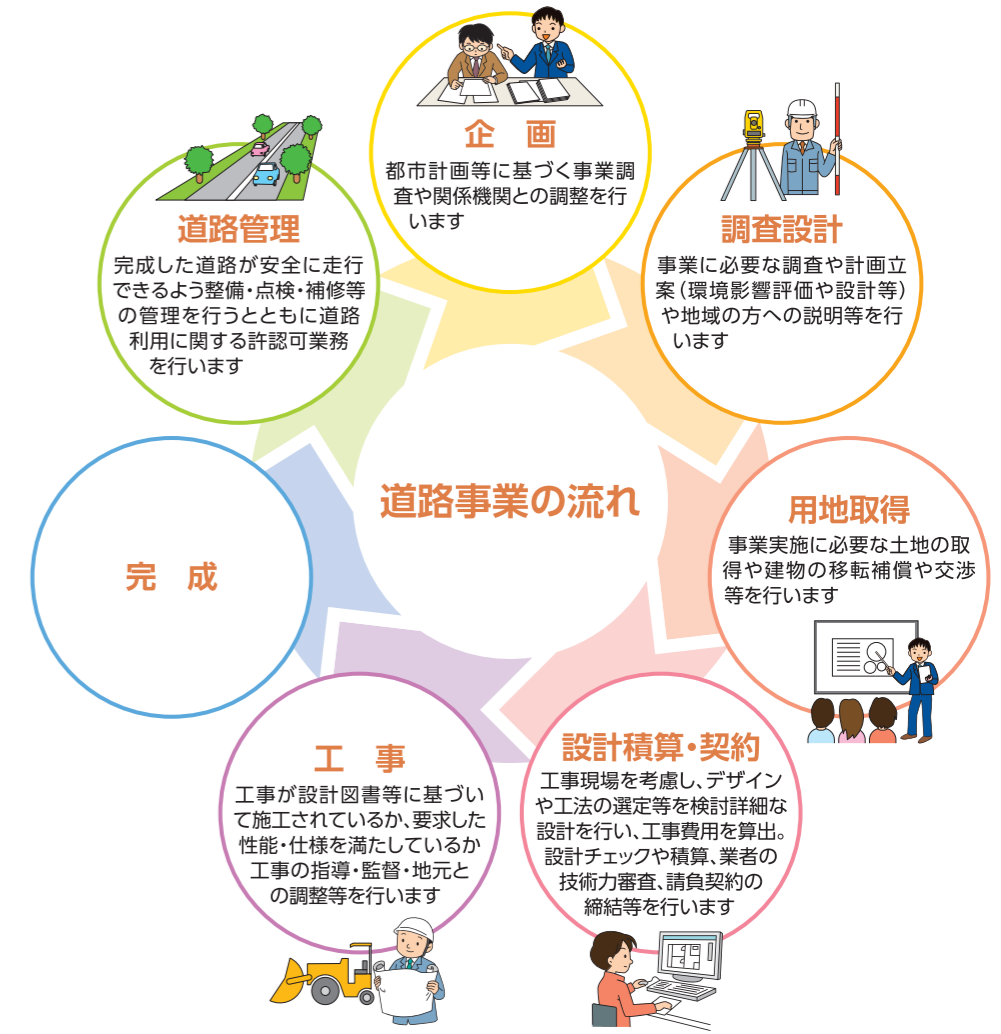 企　画
都市計画等に基づく事業調
査や関係機関との調整を行
います
調査設計
事業に必要な調査や計画立
案（環境影響評価や設計等）
や地域の方への説明等を行
います
用地取得
事業実施に必要な土地の取
得や建物の移転補償や交渉
等を行います
設計積算・契約
工事現場を考慮し、デザイン
や工法の選定等を検討詳細な
設計を行い、工事費用を算出。
設計チェックや積算、業者の
技術力審査、請負契約の
締結等を行います
工　事
工事が設計図書等に基づい
て施工されているか、要求した
性能・仕様を満たしているか
工事の指導・監督・地元と
の調整等を行います
完　成
道路管理
完成した道路が安全に走行
できるよう整備・点検・補修等
の管理を行うとともに道路
利用に関する許認可業務
を行います
道路事業の流れ